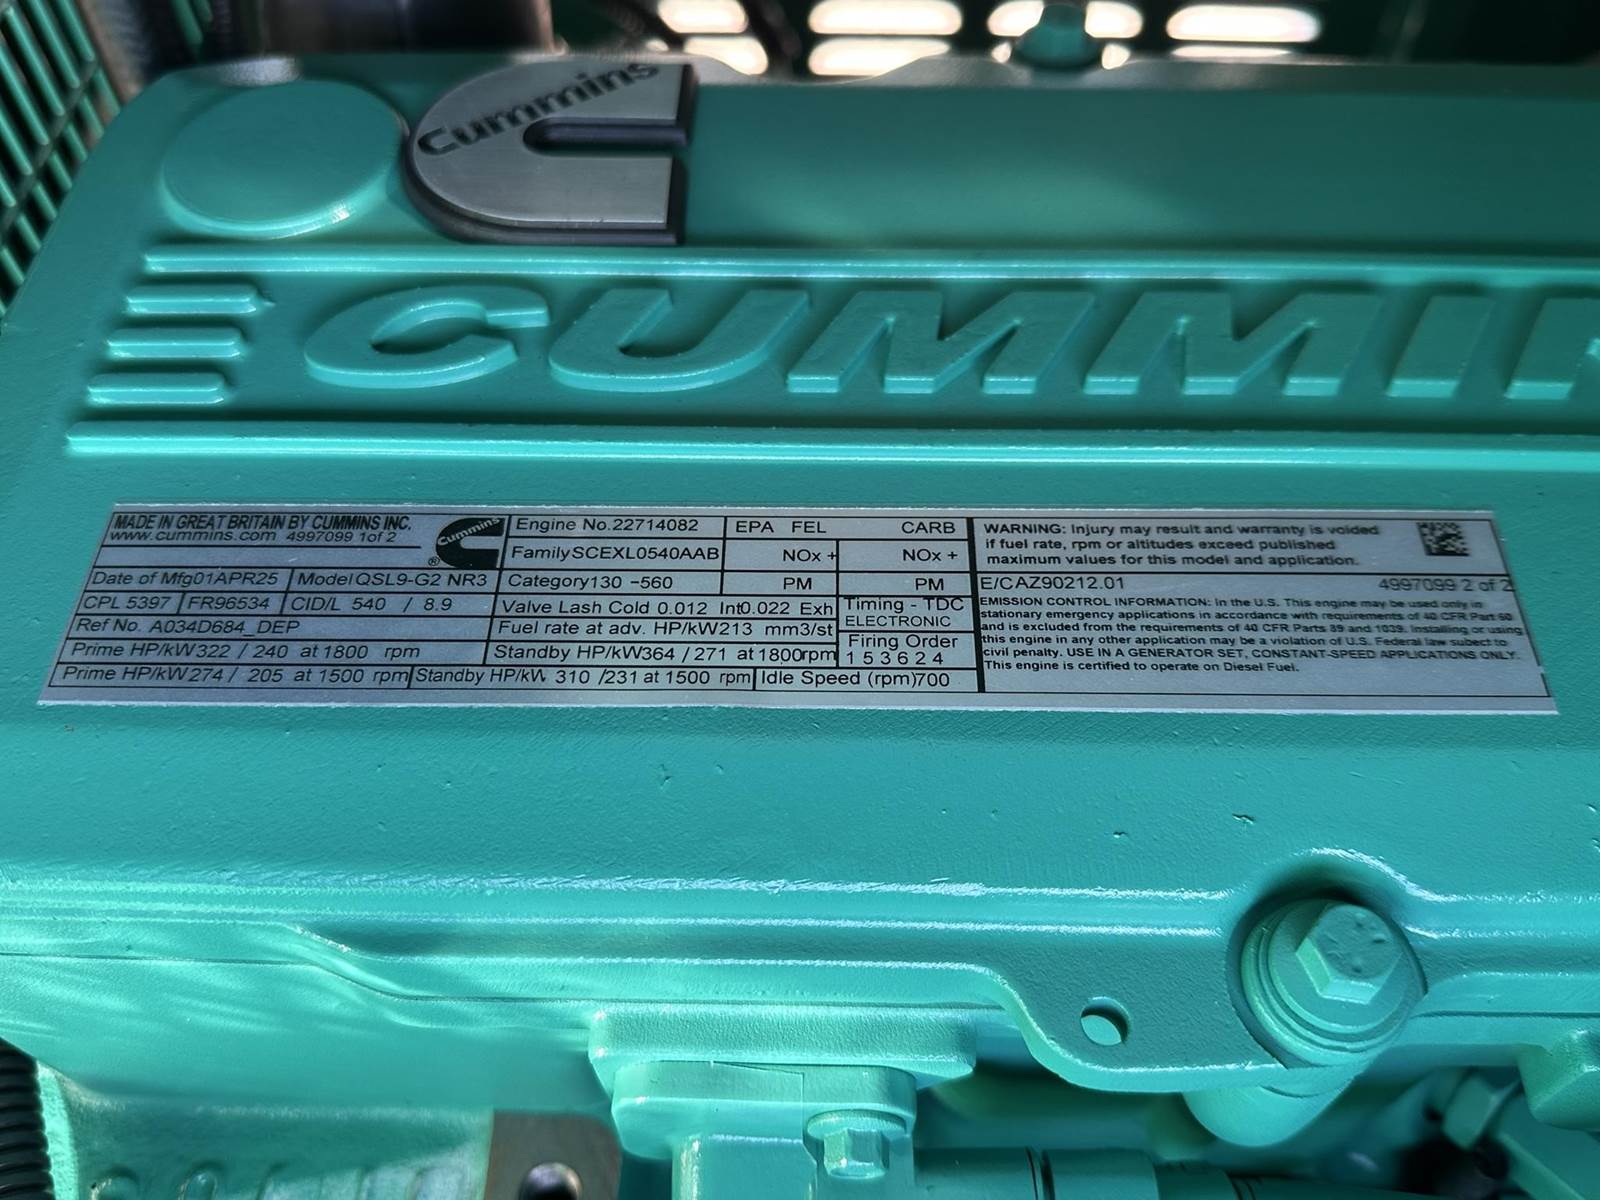 Cummins
CUMMIN
MADE IN GREAT BRITAIN BY CUMMINS INC.
www.cummins.com 4997099 1of 2
Cummins
®
Date of Mfg01APR25 Model QSL9-G2 NR3
CPL 5397 FR96534 CID/L 540 / 8.9
Ref No. A034D684_DEP
Prime HP/kW322 / 240 at 1800 rpm
Prime HP/kW274 / 205 at 1500 rpm
Engine No.22714082
Family SCEXL0540AAB
Category130 -560
Valve Lash Cold 0.012 Int0.022 Exh
Fuel rate at adv. HP/kW213 mm3/st
Standby HP/kW364 / 271 at 1800rpm
Standby HP/kW 310 /231 at 1500 rpm
Idle Speed (rpm)700
EPA FEL CARB
NOx + NOx +
PM PM
Timing - TDC
ELECTRONIC
Firing Order
1 5 3 6 2 4
WARNING: Injury may result and warranty is voided
if fuel rate, rpm or altitudes exceed published
maximum values for this model and application.
E/CAZ90212.01 4997099 2 of 2
EMISSION CONTROL INFORMATION: In the U.S. This engine may be used only in
stationary emergency applications in accordance with requirements of 40 CFR Part 60
and is excluded from the requirements of 40 CFR Parts 89 and 1039. Installing or using
this engine in any other application may be a violation of U.S. Federal law subject to
civil penalty. USE IN A GENERATOR SET, CONSTANT-SPEED APPLICATIONS ONLY.
This engine is certified to operate on Diesel Fuel.